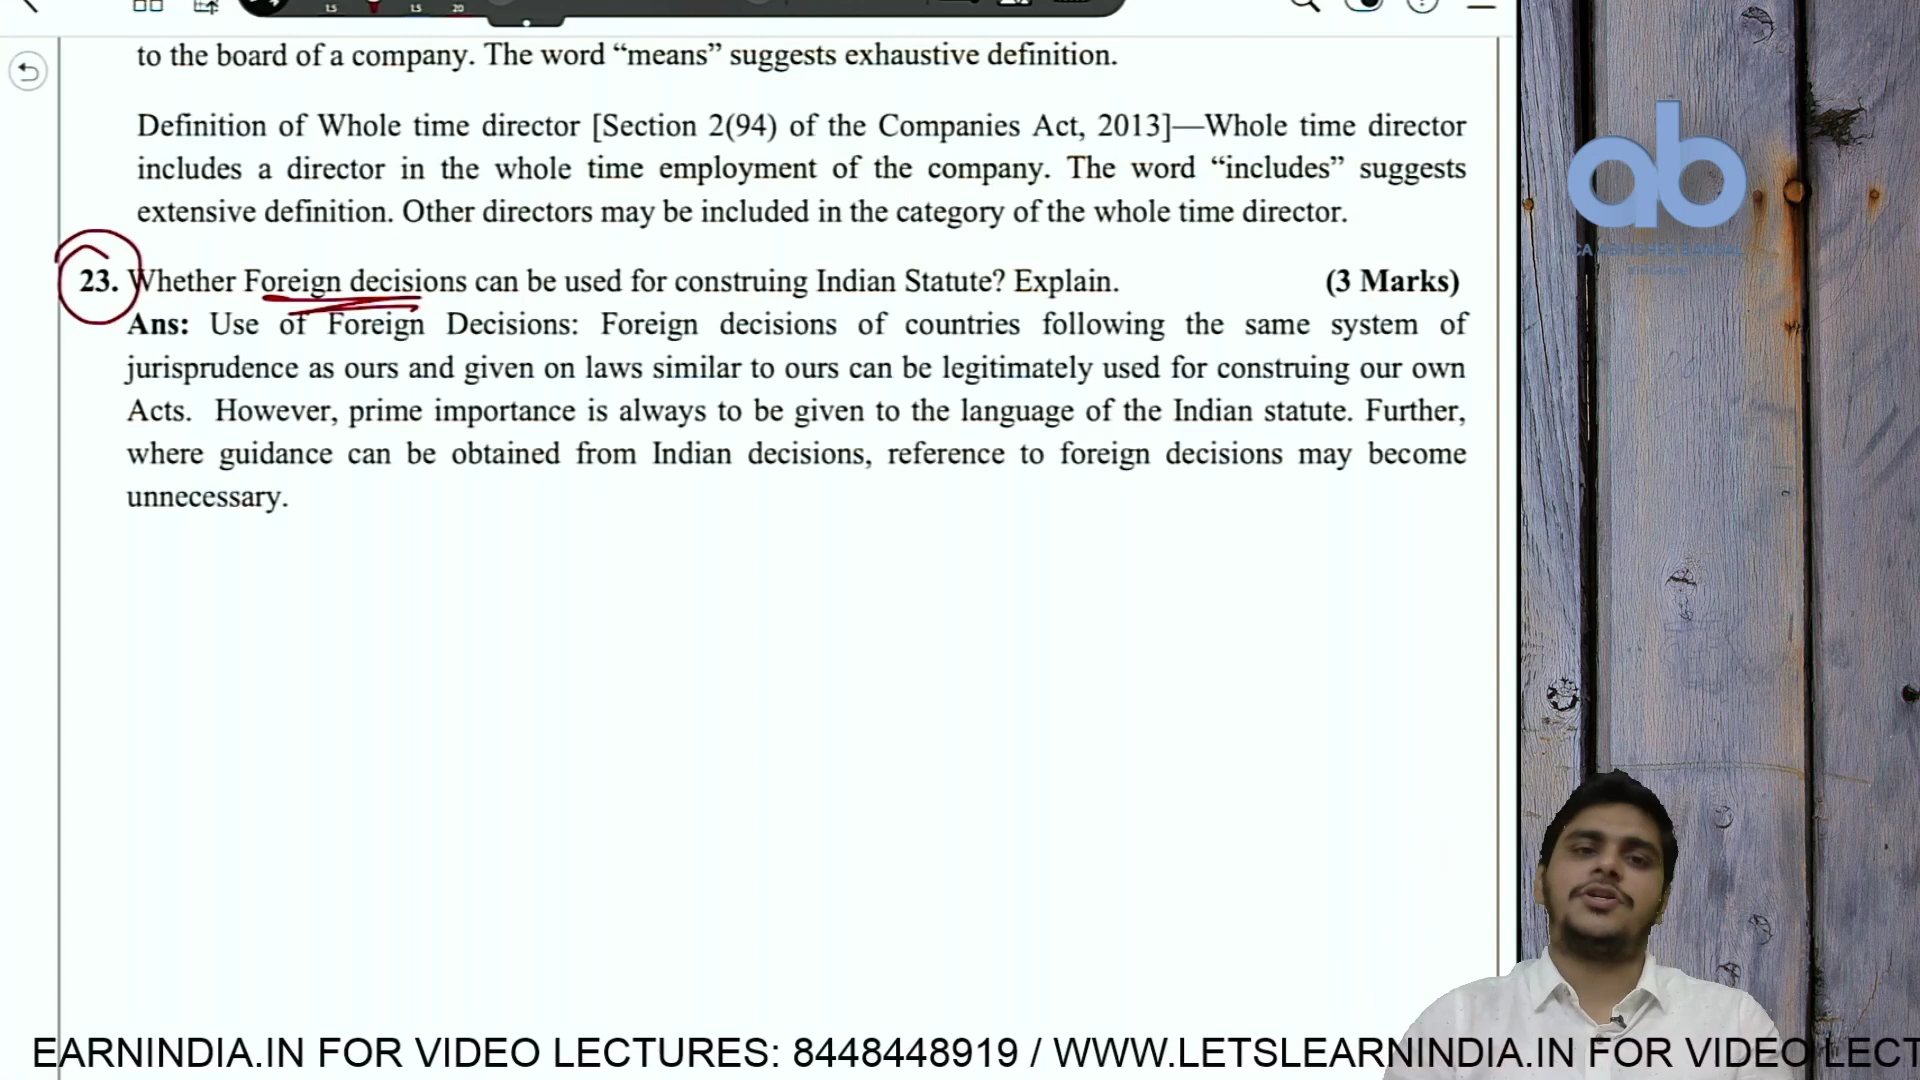 1.5 1.5 20
to the board of a company. The word “means” suggests exhaustive definition.
Definition of Whole time director [Section 2(94) of the Companies Act, 2013]—Whole time director
includes a director in the whole time employment of the company. The word “includes” suggests
extensive definition. Other directors may be included in the category of the whole time director.
23. Whether Foreign decisions can be used for construing Indian Statute? Explain. (3 Marks)
Ans: Use of Foreign Decisions: Foreign decisions of countries following the same system of
jurisprudence as ours and given on laws similar to ours can be legitimately used for construing our own
Acts. However, prime importance is always to be given to the language of the Indian statute. Further,
where guidance can be obtained from Indian decisions, reference to foreign decisions may become
unnecessary.
ab
EARNINDIA.IN FOR VIDEO LECTURES: 8448448919 / WWW.LETSLEARNINDIA.IN FOR VIDEO LECT